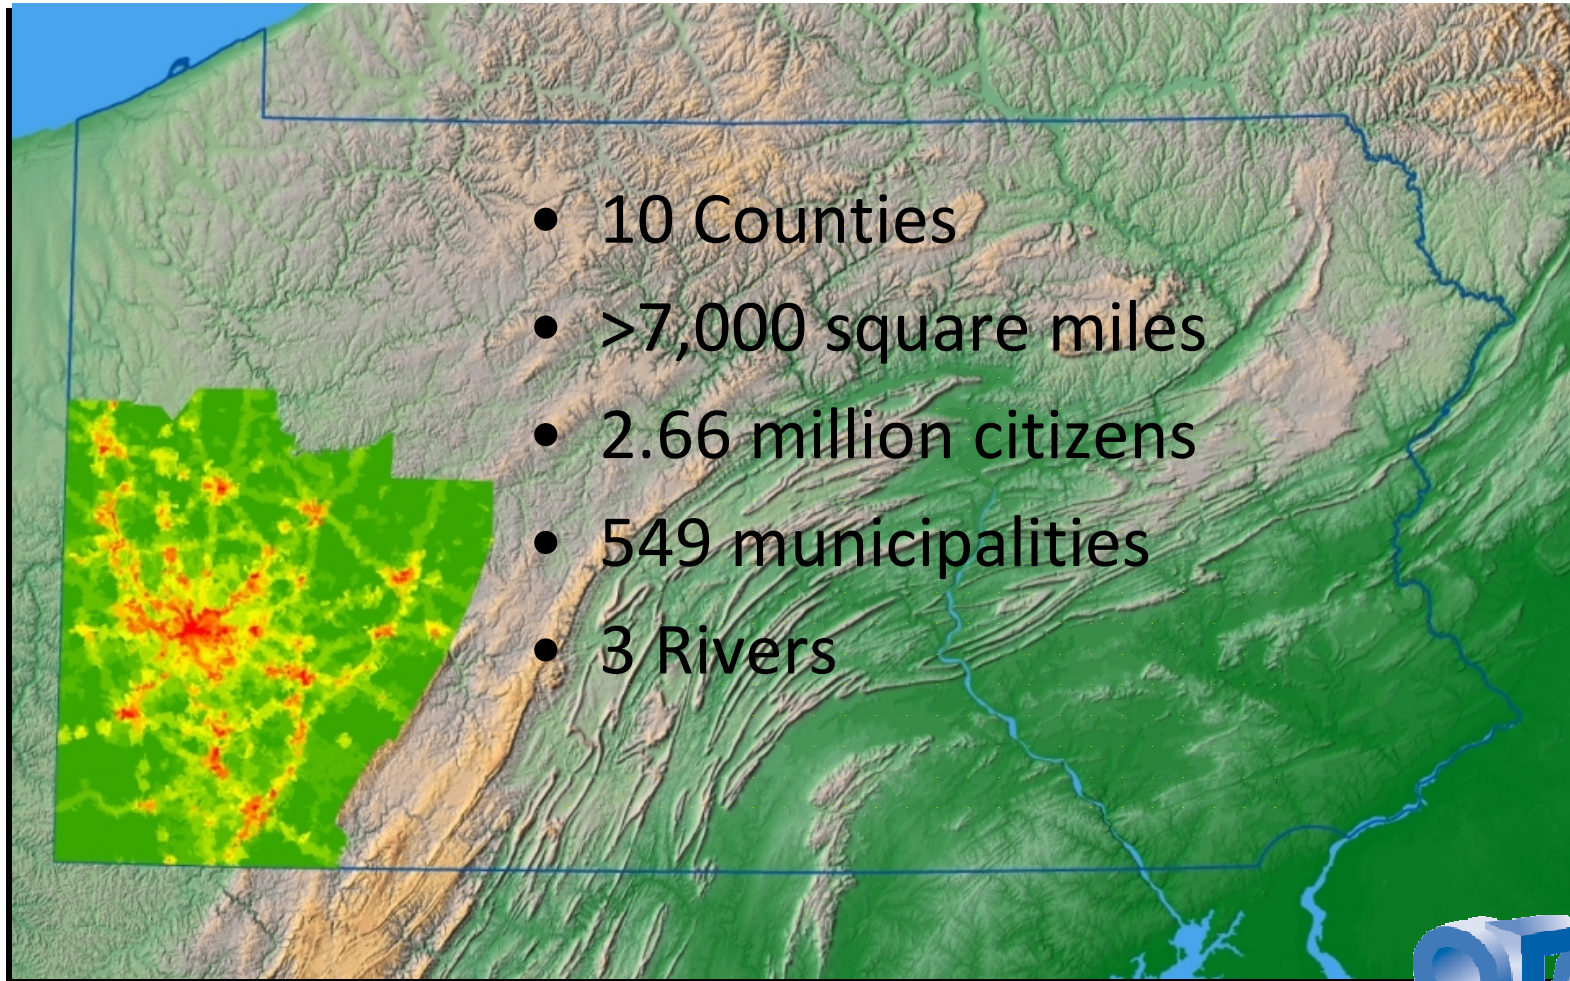 • 10 Counties
• >7,000 square miles
• 2.66 million citizens
• 549 municipalities
• 3 Rivers